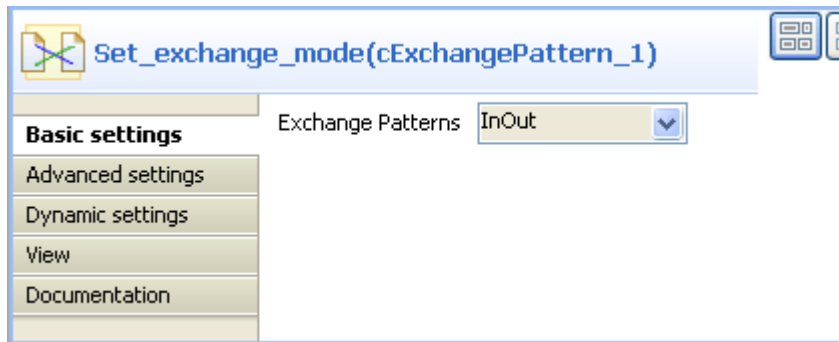 Set_exchange_mode(cExchangePattern_1)
Basic settings
Exchange Patterns InOut
Advanced settings
Dynamic settings
View
Documentation